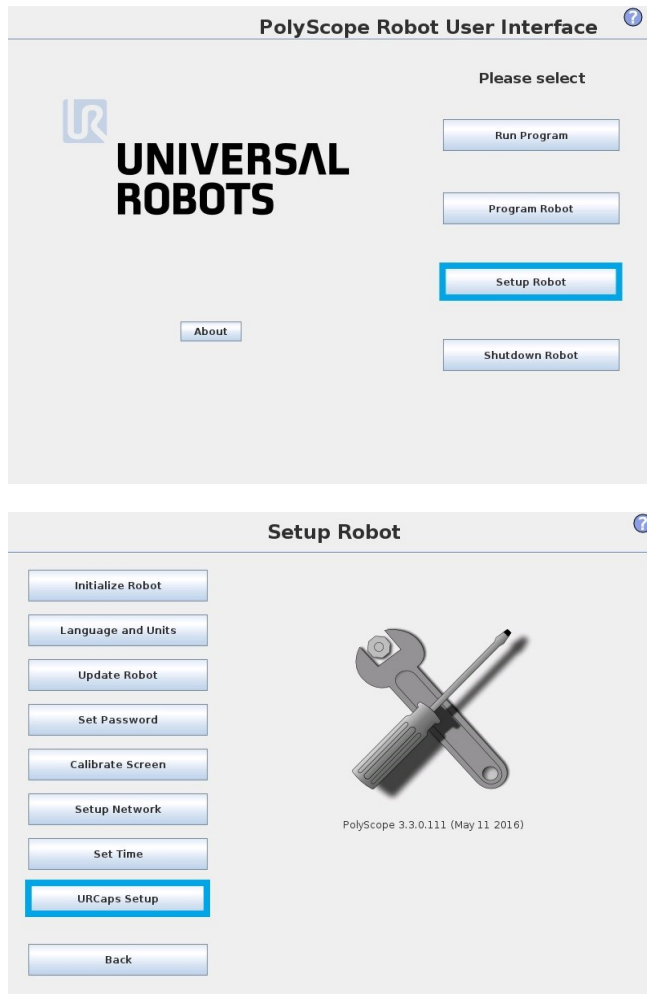 PolyScope Robot User Interface
?
Please select
UR
UNIVERSAL
ROBOTS
Run Program
Program Robot
Setup Robot
About
Shutdown Robot
Setup Robot
?
Initialize Robot
Language and Units
Update Robot
Set Password
Calibrate Screen
Setup Network
PolyScope 3.3.0.111 (May 11 2016)
Set Time
URCaps Setup
Back